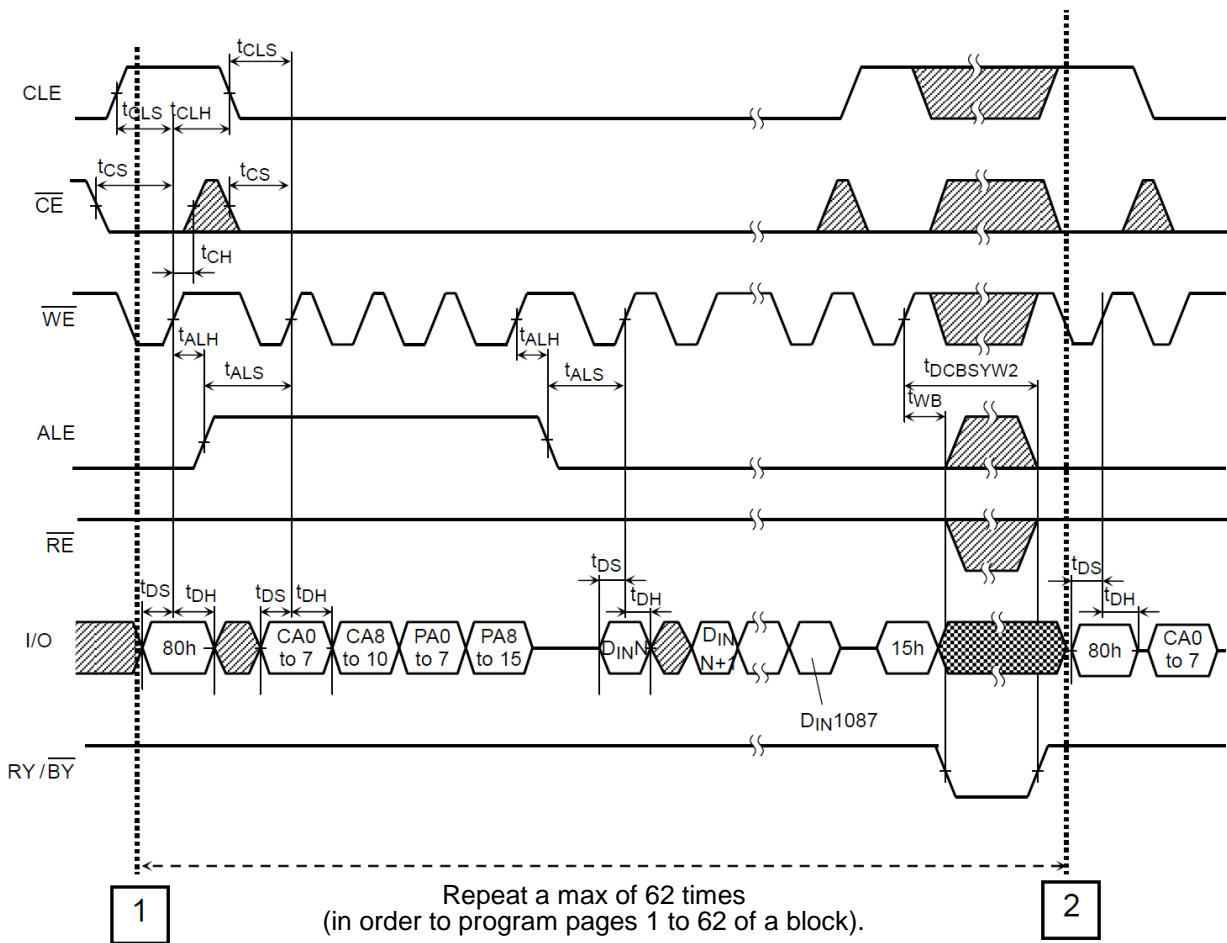 tCLS
CLE
tCLS tCLH
tCS tCS
CE
tCH
WE
tALH tALH
tALS tALS tDCBSYW2
tWB
ALE
RE
tDS tDH tDS tDH tDS tDH tDS tDH
I/O
80h
CA0 to 7
CA8 to 10
PA0 to 7
PA8 to 15
DINN
DIN N+1
15h
80h
CA0 to 7
DIN1087
RY/BY
1
2
Repeat a max of 62 times
(in order to program pages 1 to 62 of a block).